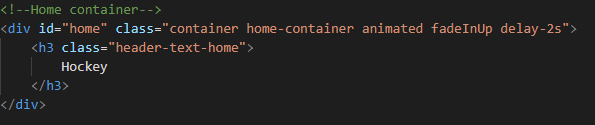 <!--Home container-->
<div id="home" class="container home-container animated fadeInUp delay-2s">
<h3 class="header-text-home">
Hockey
</h3>
</div>